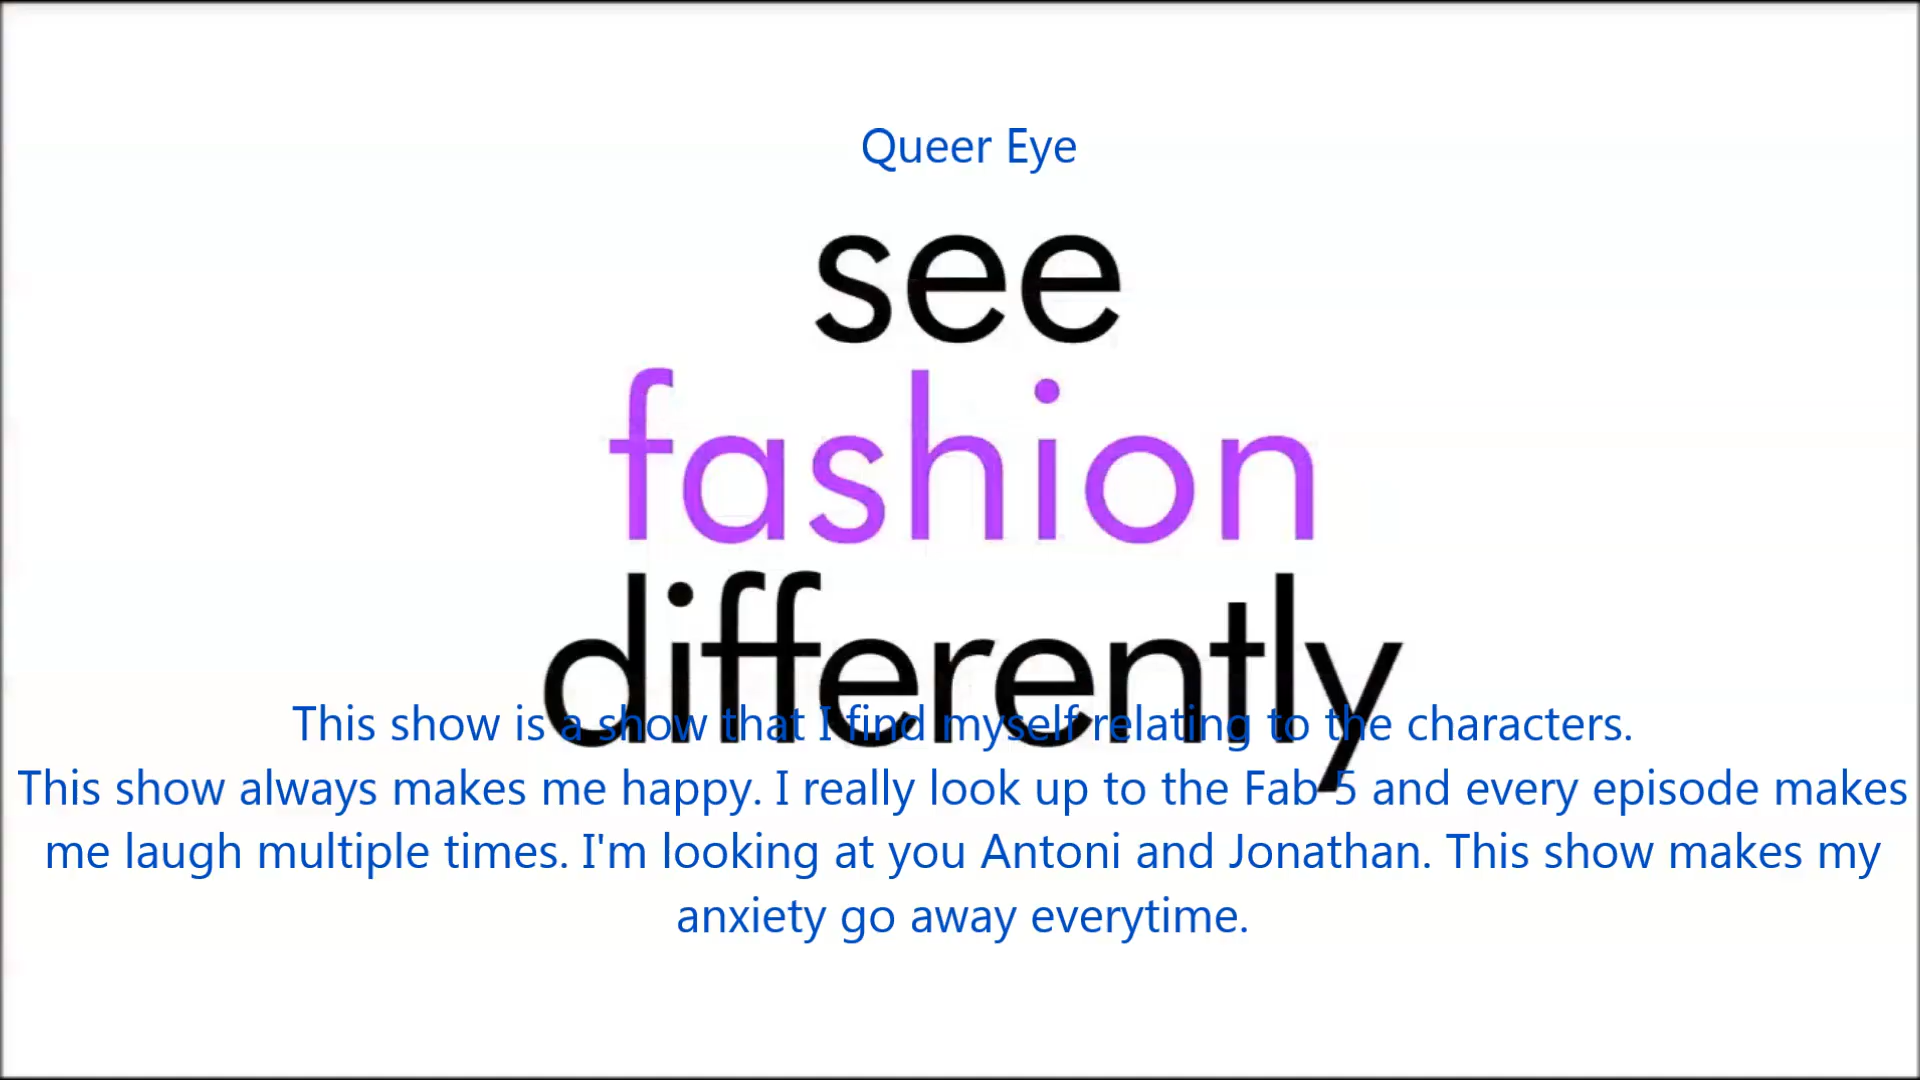 Queer Eye
see
fashion
differently
This show is a show that I find myself relating to the characters.
This show always makes me happy. I really look up to the Fab 5 and every episode makes
me laugh multiple times. I'm looking at you Antoni and Jonathan. This show makes my
anxiety go away everytime.